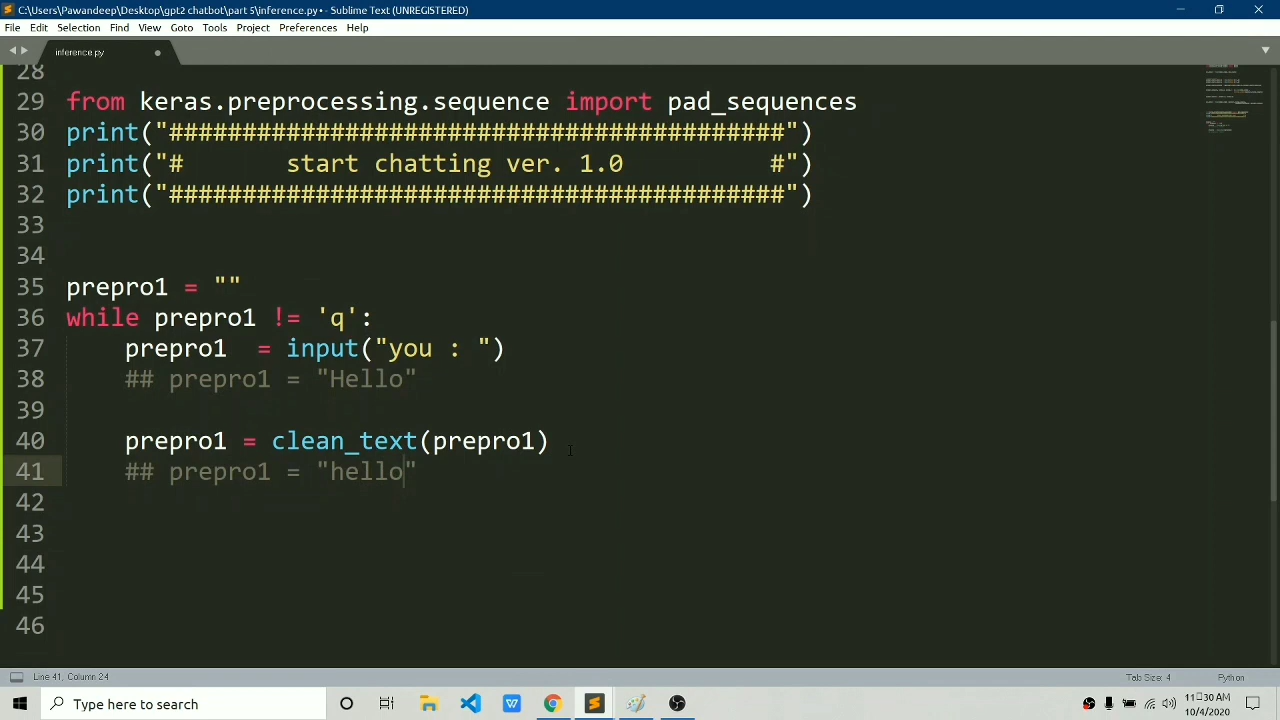 C:\Users\Pawandeep\Desktop\gpt2 chatbot\part 5\inference.py • - Sublime Text (UNREGISTERED)
File Edit Selection Find View Goto Tools Project Preferences Help
inference.py
28
29 from keras.preprocessing.sequence import pad_sequences
30 print("##########################################")
31 print("#       start chatting ver. 1.0          #")
32 print("##########################################")
33
34
35 prepro1 = ""
36 while prepro1 != 'q':
37     prepro1  = input("you : ")
38     ## prepro1 = "Hello"
39
40     prepro1 = clean_text(prepro1)
41     ## prepro1 = "hello"
42
43
44
45
46
Line 41, Column 24 Tab Size: 4 Python
Type here to search
11:30 AM
10/4/2020